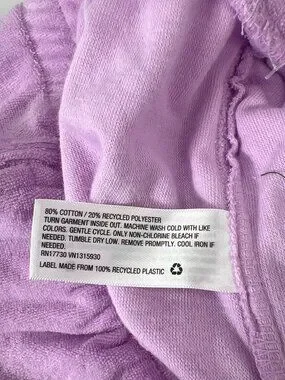 80% COTTON / 20% RECYCLED POLYESTER
TURN GARMENT INSIDE OUT. MACHINE WASH COLD WITH LIKE
COLORS. GENTLE CYCLE. ONLY NON-CHLORINE BLEACH IF
NEEDED. TUMBLE DRY LOW. REMOVE PROMPTLY. COOL IRON IF
NEEDED.
RN17730 VN1315930
LABEL MADE FROM 100% RECYCLED PLASTIC